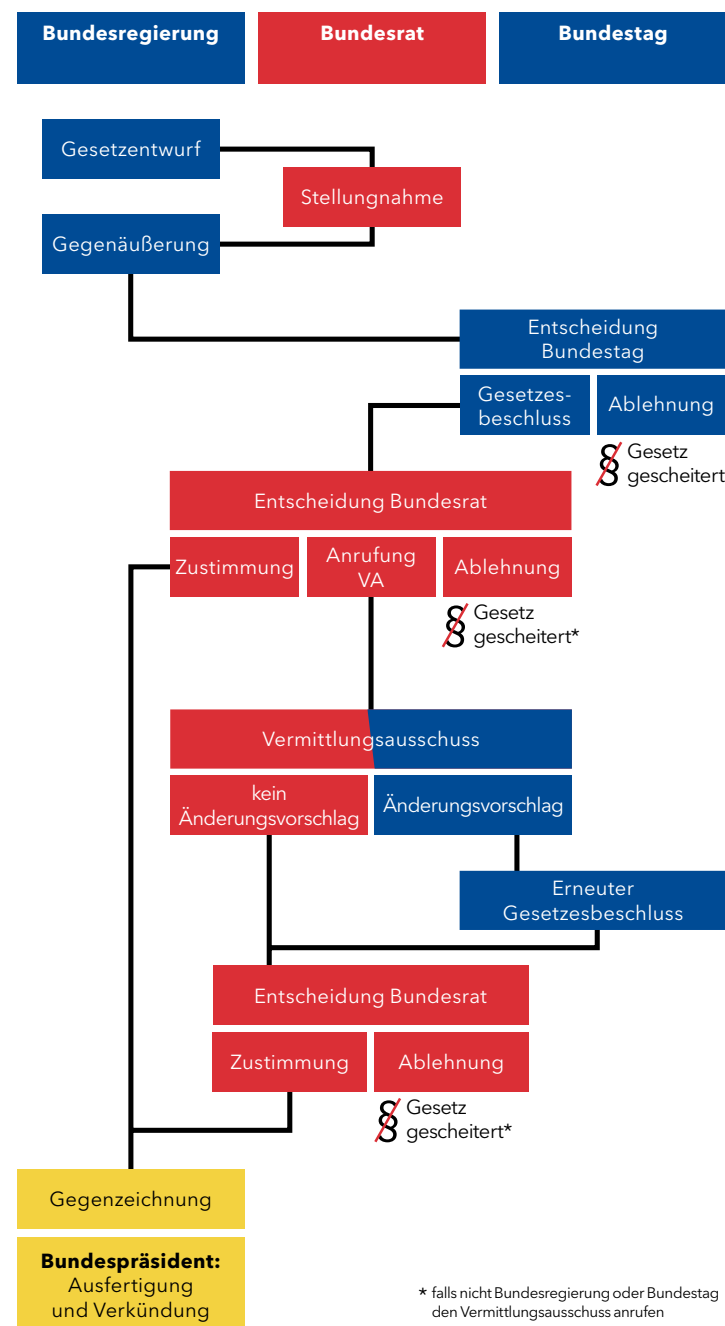 Bundesregierung
Bundesrat
Bundestag
Gesetzentwurf
Stellungnahme
Gegenäußerung
Entscheidung
Bundestag
Gesetzes-
beschluss
Ablehnung
§ Gesetz
gescheitert
Entscheidung Bundesrat
Zustimmung
Anrufung
VA
Ablehnung
§ Gesetz
gescheitert*
Vermittlungsausschuss
kein
Änderungsvorschlag
Änderungsvorschlag
Erneuter
Gesetzesbeschluss
Entscheidung Bundesrat
Zustimmung
Ablehnung
§ Gesetz
gescheitert*
Gegenzeichnung
Bundespräsident:
Ausfertigung
und Verkündung
* falls nicht Bundesregierung oder Bundestag
den Vermittlungsausschuss anrufen